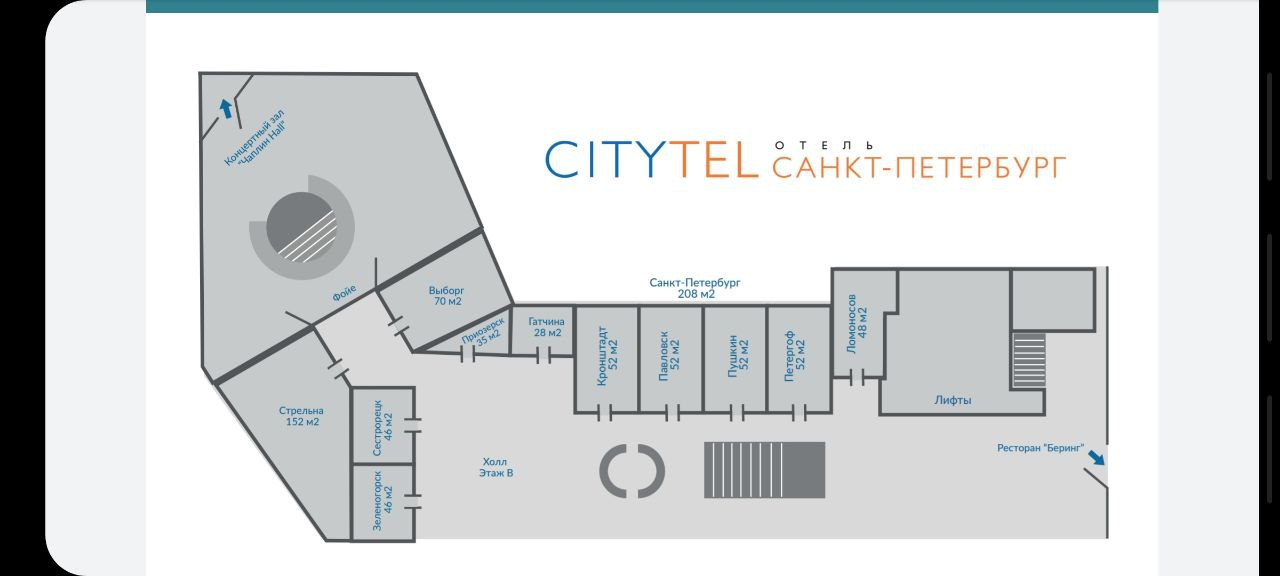 CITYTEL ОТЕЛЬ
САНКТ-ПЕТЕРБУРГ
Концертный зал
"Чаплин Hall"
Фойе
Выборг
70 м2
Приозерск
35 м2
Гатчина
28 м2
Санкт-Петербург
208 м2
Кронштадт
52 м2
Павловск
52 м2
Пушкин
52 м2
Петергоф
52 м2
Ломоносов
48 м2
Лифты
Стрельна
152 м2
Сестрорецк
46 м2
Зеленогорск
46 м2
Холл
Этаж В
Ресторан "Беринг"